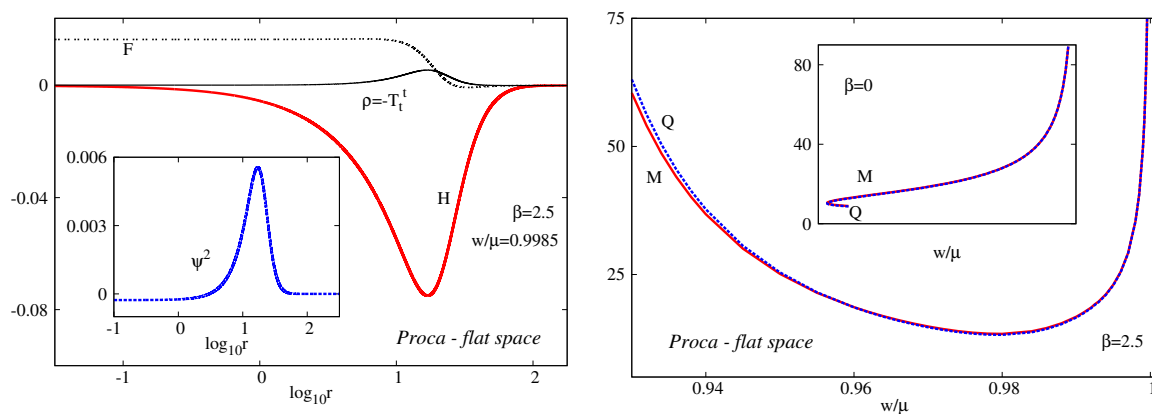 F
ρ=-T_t^t
H
β=2.5
w/μ=0.9985
Proca - flat space
0
-0.04
-0.08
-1
0
1
2
log₁₀r
0.006
0.003
0
ψ²
-1
0
1
2
log₁₀r
75
50
25
5
Q
M
Proca - flat space
β=2.5
0.94
0.96
0.98
1
w/μ
80
40
0
β=0
M
Q
w/μ